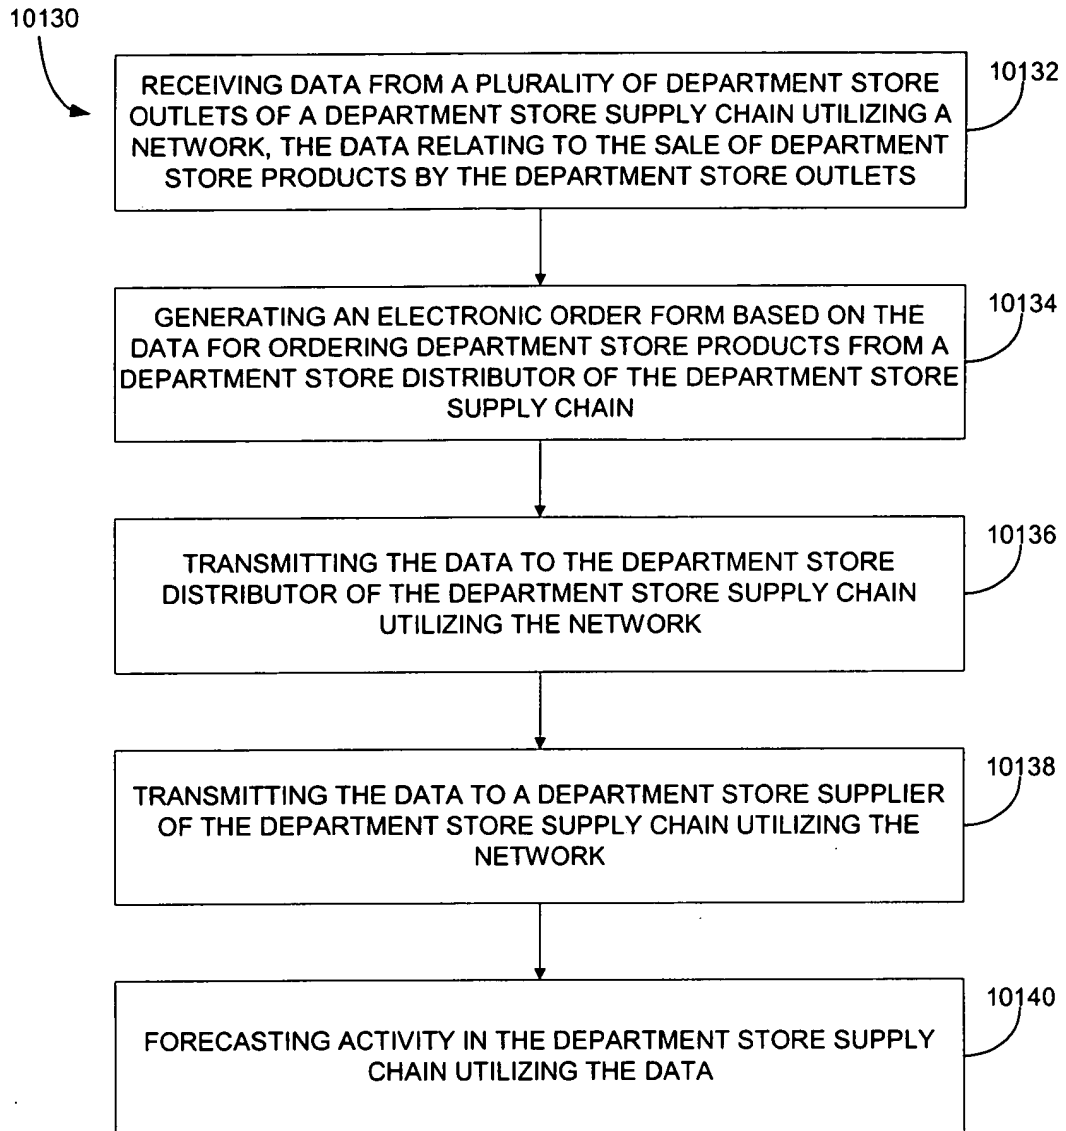 10130
10132
RECEIVING DATA FROM A PLURALITY OF DEPARTMENT STORE
OUTLETS OF A DEPARTMENT STORE SUPPLY CHAIN UTILIZING A
NETWORK, THE DATA RELATING TO THE SALE OF DEPARTMENT
STORE PRODUCTS BY THE DEPARTMENT STORE OUTLETS
10134
GENERATING AN ELECTRONIC ORDER FORM BASED ON THE
DATA FOR ORDERING DEPARTMENT STORE PRODUCTS FROM A
DEPARTMENT STORE DISTRIBUTOR OF THE DEPARTMENT STORE
SUPPLY CHAIN
10136
TRANSMITTING THE DATA TO THE DEPARTMENT STORE
DISTRIBUTOR OF THE DEPARTMENT STORE SUPPLY CHAIN
UTILIZING THE NETWORK
10138
TRANSMITTING THE DATA TO A DEPARTMENT STORE SUPPLIER
OF THE DEPARTMENT STORE SUPPLY CHAIN UTILIZING THE
NETWORK
10140
FORECASTING ACTIVITY IN THE DEPARTMENT STORE SUPPLY
CHAIN UTILIZING THE DATA